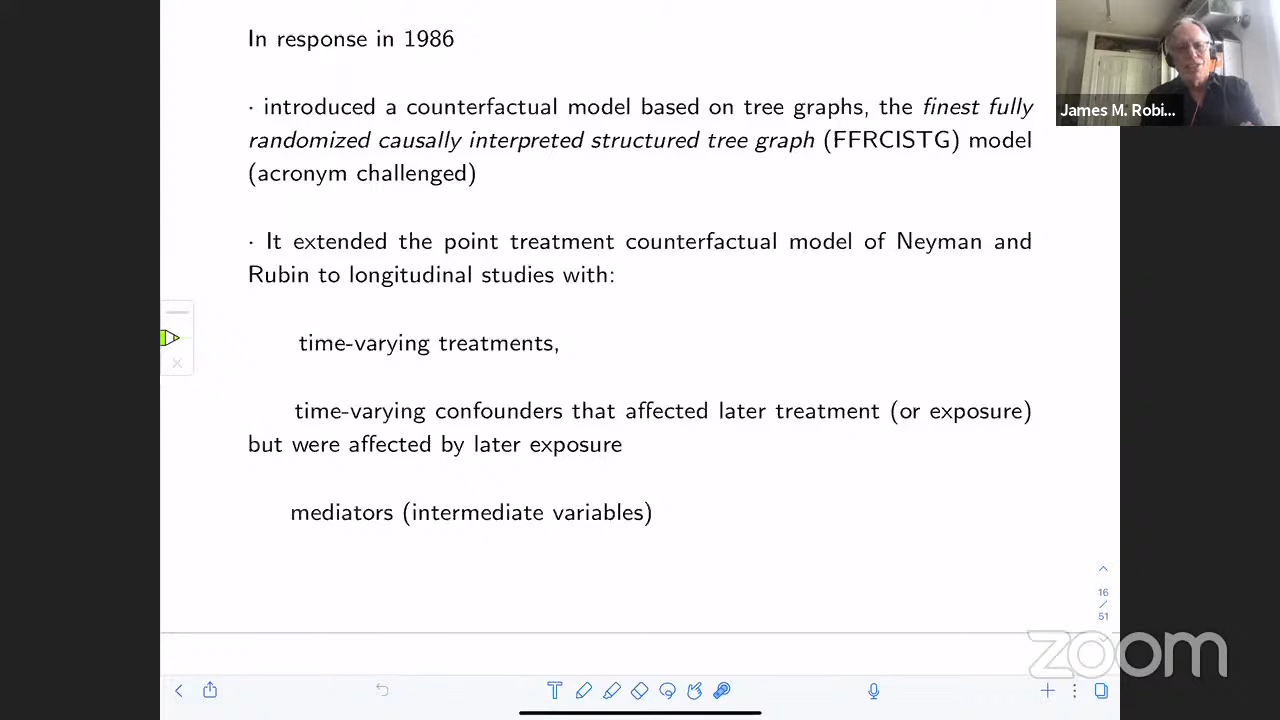 In response in 1986
· introduced a counterfactual model based on tree graphs, the finest fully
randomized causally interpreted structured tree graph (FFRCISTG) model
(acronym challenged)
· It extended the point treatment counterfactual model of Neyman and
Rubin to longitudinal studies with:
time-varying treatments,
time-varying confounders that affected later treatment (or exposure)
but were affected by later exposure
mediators (intermediate variables)
James M. Robi...
16
/
51
zoom